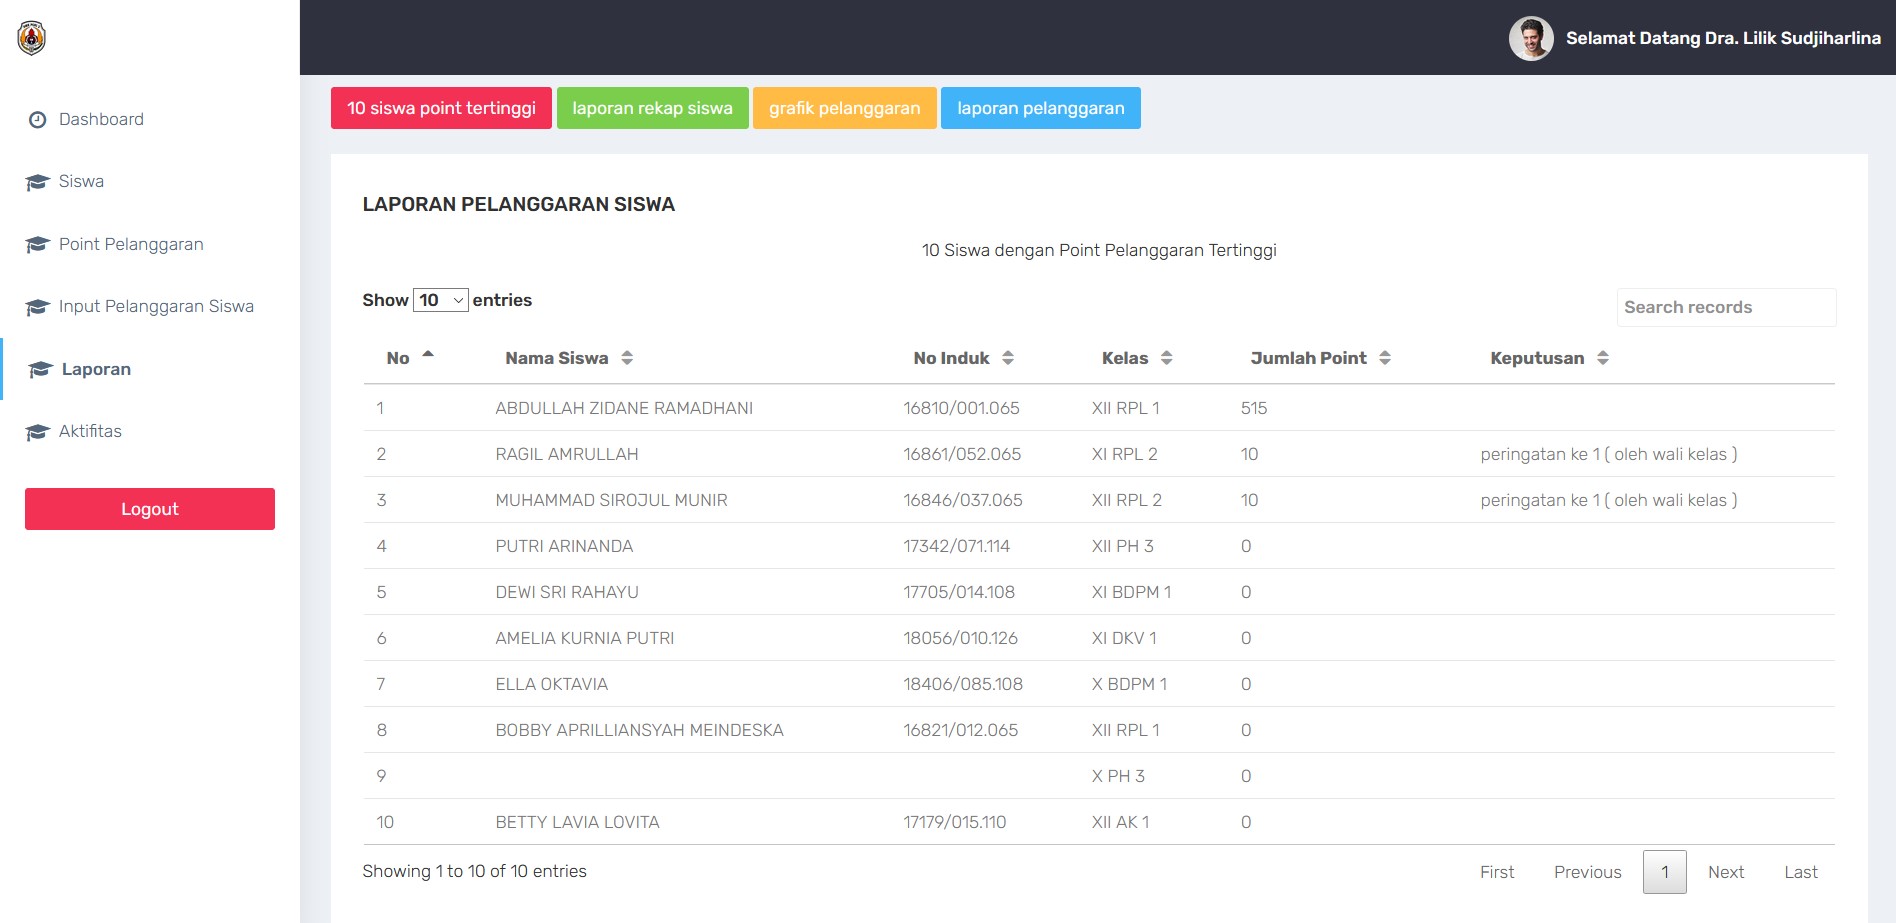 Selamat Datang Dra. Lilik Sudjiharlina
Dashboard
Siswa
Point Pelanggaran
Input Pelanggaran Siswa
Laporan
Aktifitas
Logout
10 siswa point tertinggi laporan rekap siswa grafik pelanggaran laporan pelanggaran
LAPORAN PELANGGARAN SISWA
10 Siswa dengan Point Pelanggaran Tertinggi
Show 10 entries
Search records
No Nama Siswa No Induk Kelas Jumlah Point Keputusan
1 ABDULLAH ZIDANE RAMADHANI 16810/001.065 XII RPL 1 515
2 RAGIL AMRULLAH 16861/052.065 XI RPL 2 10 peringatan ke 1 ( oleh wali kelas )
3 MUHAMMAD SIROJUL MUNIR 16846/037.065 XII RPL 2 10 peringatan ke 1 ( oleh wali kelas )
4 PUTRI ARINANDA 17342/071.114 XII PH 3 0
5 DEWI SRI RAHAYU 17705/014.108 XI BDPM 1 0
6 AMELIA KURNIA PUTRI 18056/010.126 XI DKV 1 0
7 ELLA OKTAVIA 18406/085.108 X BDPM 1 0
8 BOBBY APRILLIANSYAH MEINDESKA 16821/012.065 XII RPL 1 0
9 X PH 3 0
10 BETTY LAVIA LOVITA 17179/015.110 XII AK 1 0
Showing 1 to 10 of 10 entries
First Previous 1 Next Last